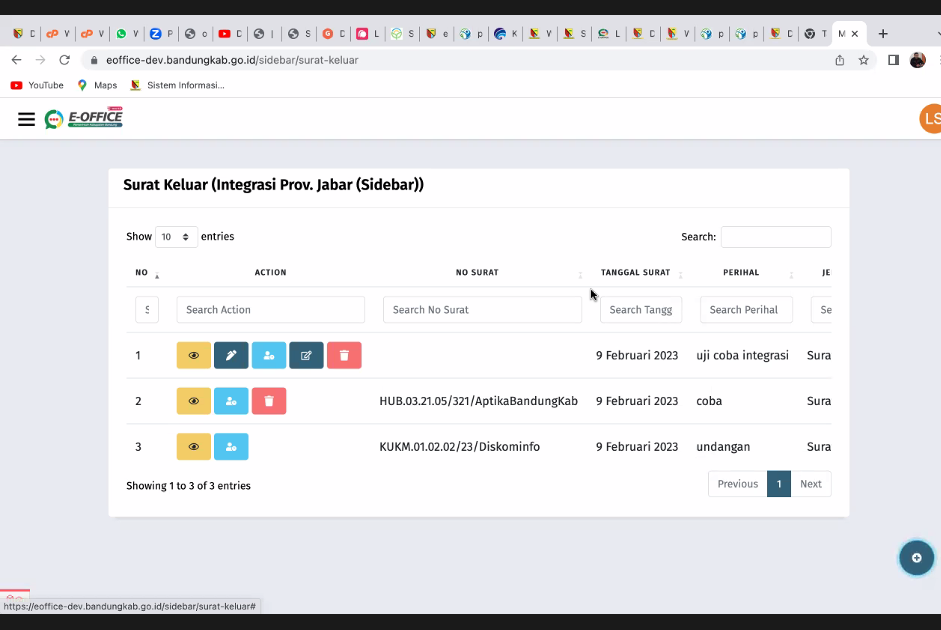 D
V
V
V
P
o
D
I
S
D
L
S
e
p
K
V
S
L
D
V
p
p
D
T
M
eoffice-dev.bandungkab.go.id/sidebar/surat-keluar
YouTube
Maps
Sistem Informasi...
E-OFFICE
LS
Surat Keluar (Integrasi Prov. Jabar (Sidebar))
Show 10 entries
Search:
NO ACTION NO SURAT TANGGAL SURAT PERIHAL JE
S Search Action Search No Surat Search Tangg Search Perihal Se
1 9 Februari 2023 uji coba integrasi Sura
2 HUB.03.21.05/321/AptikaBandungKab 9 Februari 2023 coba Sura
3 KUKM.01.02.02/23/Diskominfo 9 Februari 2023 undangan Sura
Showing 1 to 3 of 3 entries
Previous 1 Next
https://eoffice-dev.bandungkab.go.id/sidebar/surat-keluar#